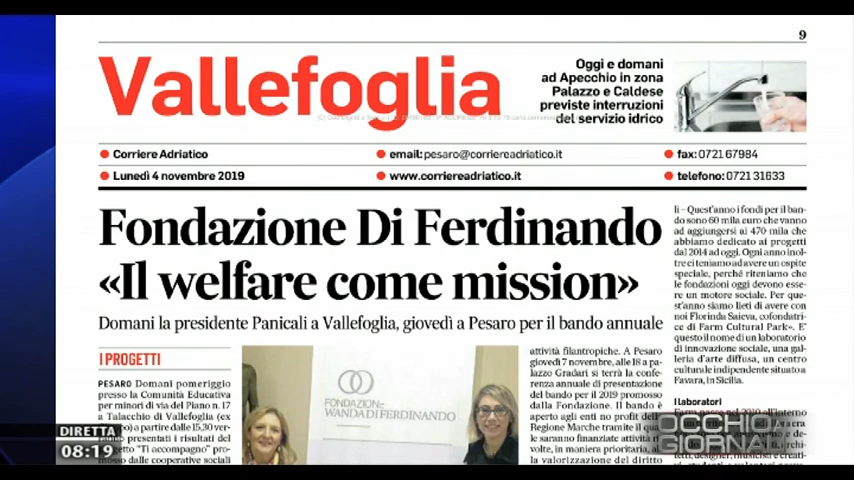 9
Vallefoglia
Oggi e domani
ad Apecchio in zona
Palazzo e Caldese
previste interruzioni
del servizio idrico
Corriere Adriatico
email: pesaro@corriereadriatico.it
fax: 0721 67984
Lunedì 4 novembre 2019
www.corriereadriatico.it
telefono: 0721 31633
Fondazione Di Ferdinando
«Il welfare come mission»
Domani la presidente Panicali a Vallefoglia, giovedì a Pesaro per il bando annuale
I PROGETTI
PESARO Domani pomeriggio
presso la Comunità Educativa
per minori di via del Piano n. 17
a Talacchio di Vallefoglia (ex
a partire dalle 15,30 ver-
presentati i risultati del
"Ti accompagno" pro-
dalle cooperative sociali
FONDAZIONE
WANDA DI FERDINANDO
attività filantropiche. A Pesaro
giovedì 7 novembre, alle 18 a pa-
lazzo Gradari si terrà la confe-
renza annuale di presentazione
del bando per il 2019 promosso
dalla Fondazione. Il bando è
aperto agli enti no profit della
Regione Marche tramite il qua-
le saranno finanziate attività ri-
volte, in maniera prioritaria, al-
la valorizzazione del diritto
li – Quest'anno i fondi per il ban-
do sono 60 mila euro che vanno
ad aggiungersi ai 470 mila che
abbiamo dedicato ai progetti
dal 2014 ad oggi. Ogni anno inol-
tre ci teniamo ad avere un ospite
speciale, perché riteniamo che
le fondazioni oggi devono esse-
re un motore sociale. Per que-
st'anno siamo lieti di avere con
noi Florinda Saieva, cofondatri-
ce di Farm Cultural Park». E'
questo il nome di un laboratorio
di innovazione sociale, una gal-
leria d'arte diffusa, un centro
culturale indipendente situato a
Favara, in Sicilia.
I laboratori
OCCHIO
GIORNALI
DIRETTA
08:19